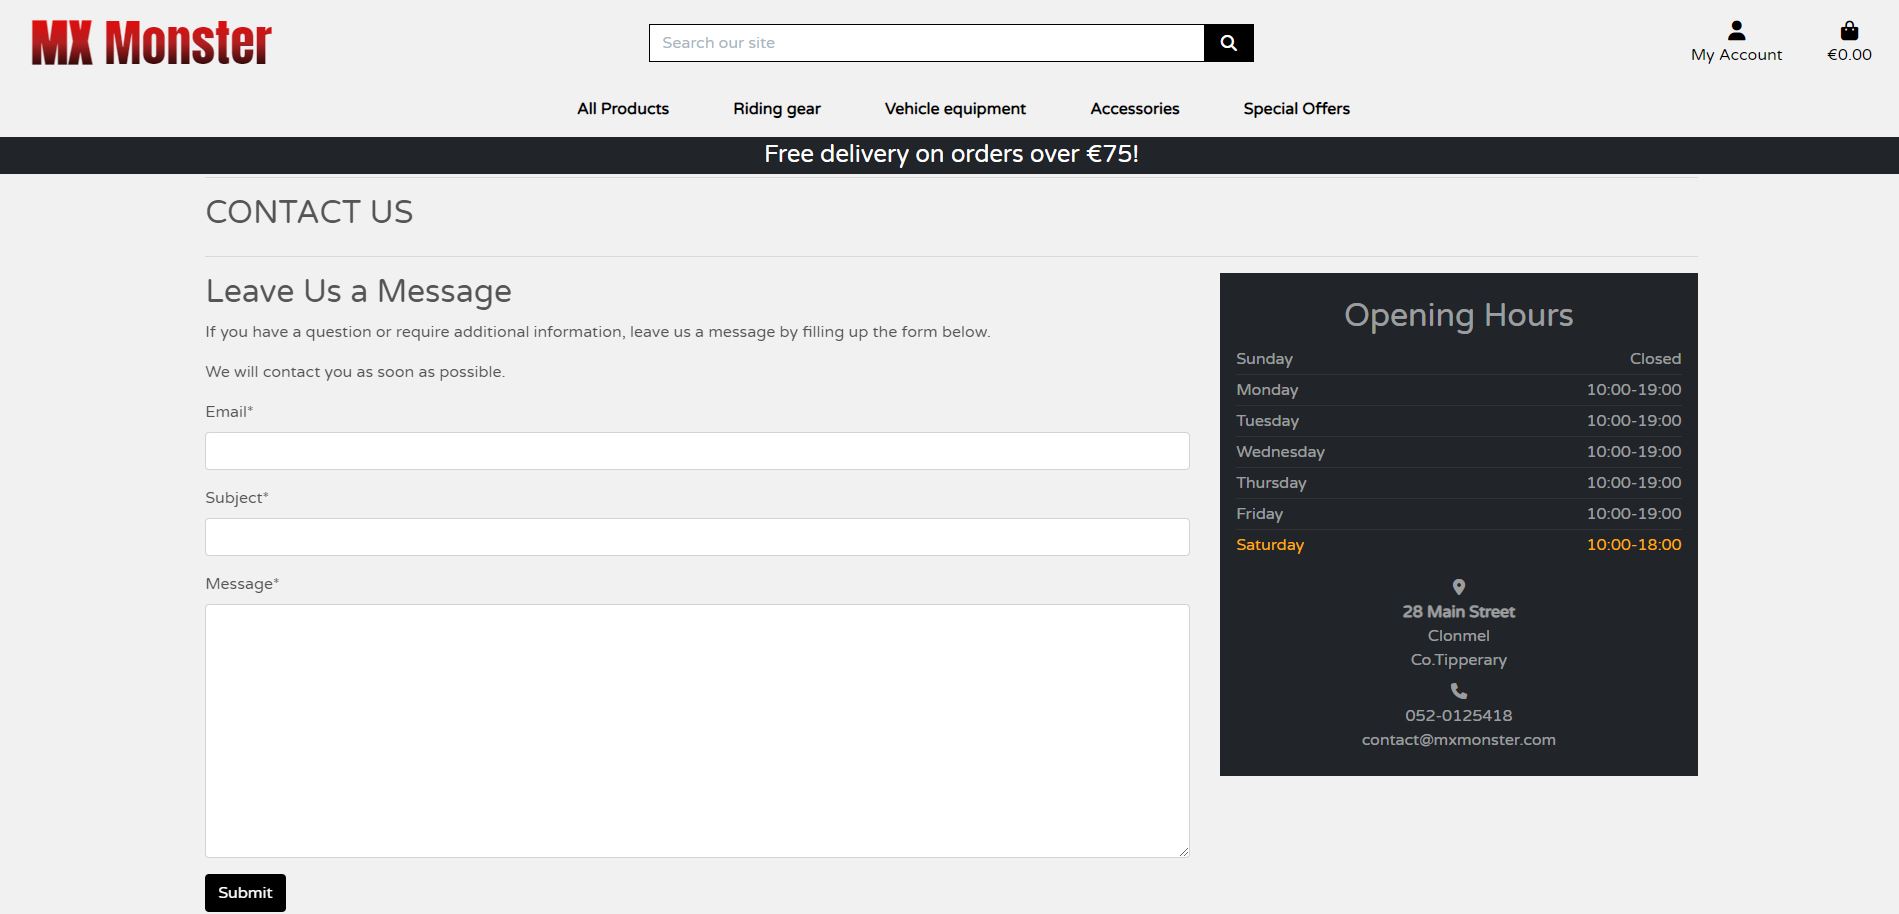 MX Monster
Search our site
My Account
€0.00
All Products Riding gear Vehicle equipment Accessories Special Offers
Free delivery on orders over €75!
CONTACT US
Leave Us a Message
If you have a question or require additional information, leave us a message by filling up the form below.
We will contact you as soon as possible.
Email*
Subject*
Message*
Submit
Opening Hours
Sunday Closed
Monday 10:00-19:00
Tuesday 10:00-19:00
Wednesday 10:00-19:00
Thursday 10:00-19:00
Friday 10:00-19:00
Saturday 10:00-18:00
28 Main Street
Clonmel
Co.Tipperary
052-0125418
contact@mxmonster.com